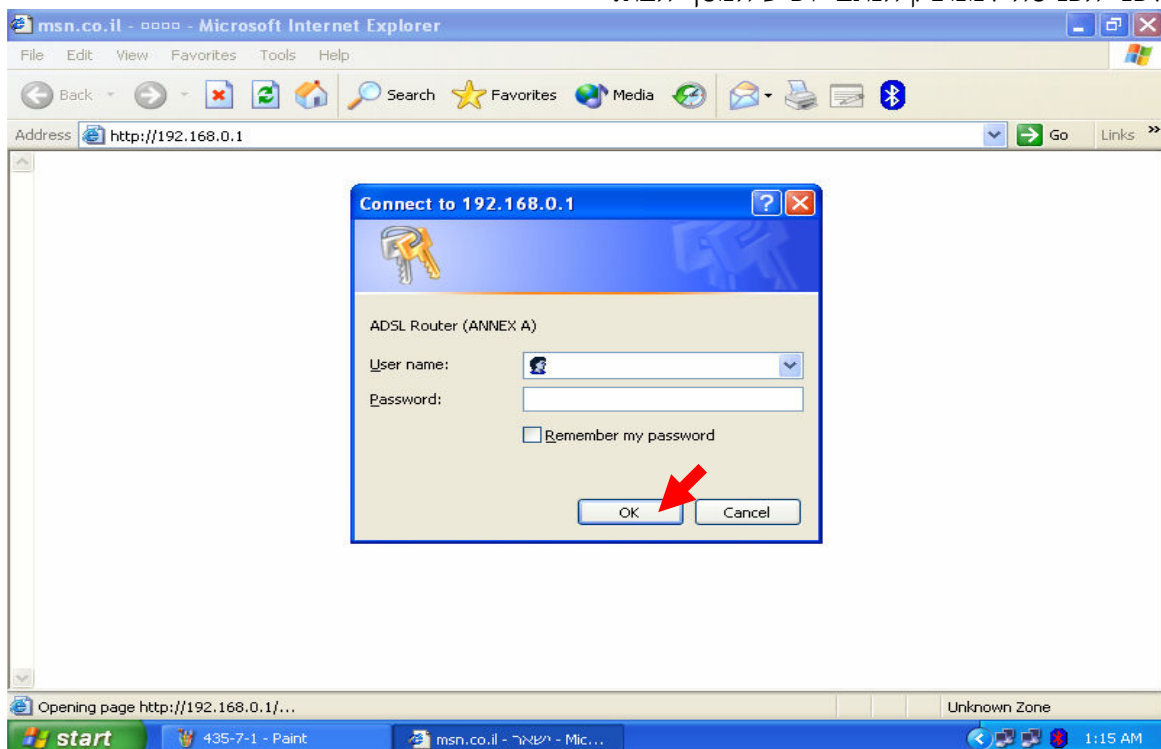 msn.co.il - □□□□ - Microsoft Internet Explorer
File Edit View Favorites Tools Help
Back Search Favorites Media
Address http://192.168.0.1 Go Links »
Connect to 192.168.0.1
ADSL Router (ANNEX A)
User name:
Password:
Remember my password
OK Cancel
Opening page http://192.168.0.1/... Unknown Zone
start 435-7-1 - Paint msn.co.il - ישראל - Mic... 1:15 AM